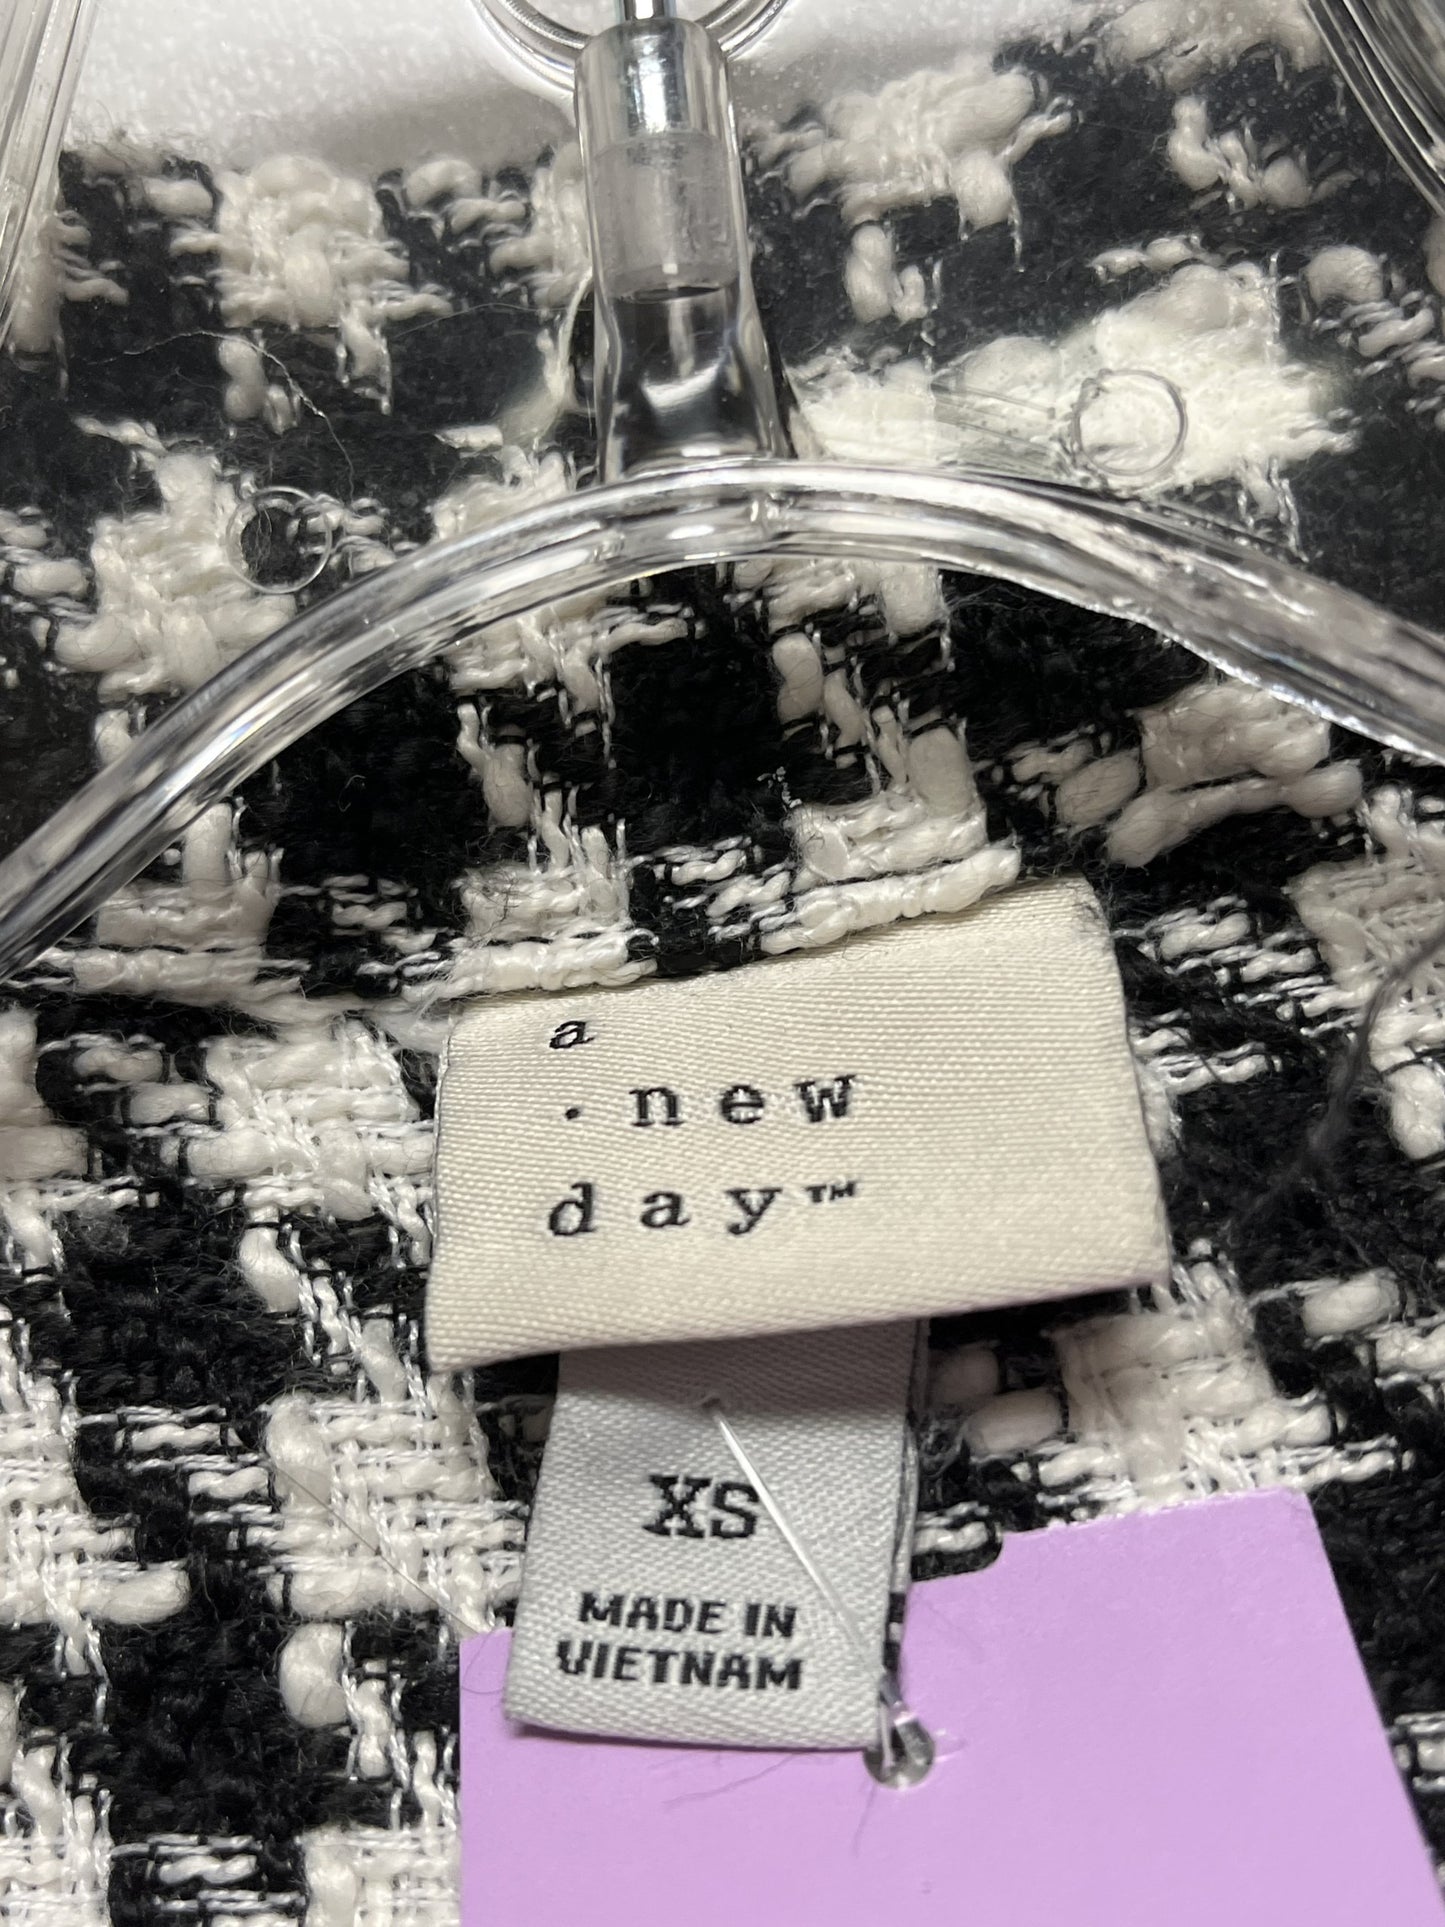 a
· new
day™
XS
MADE IN
VIETNAM